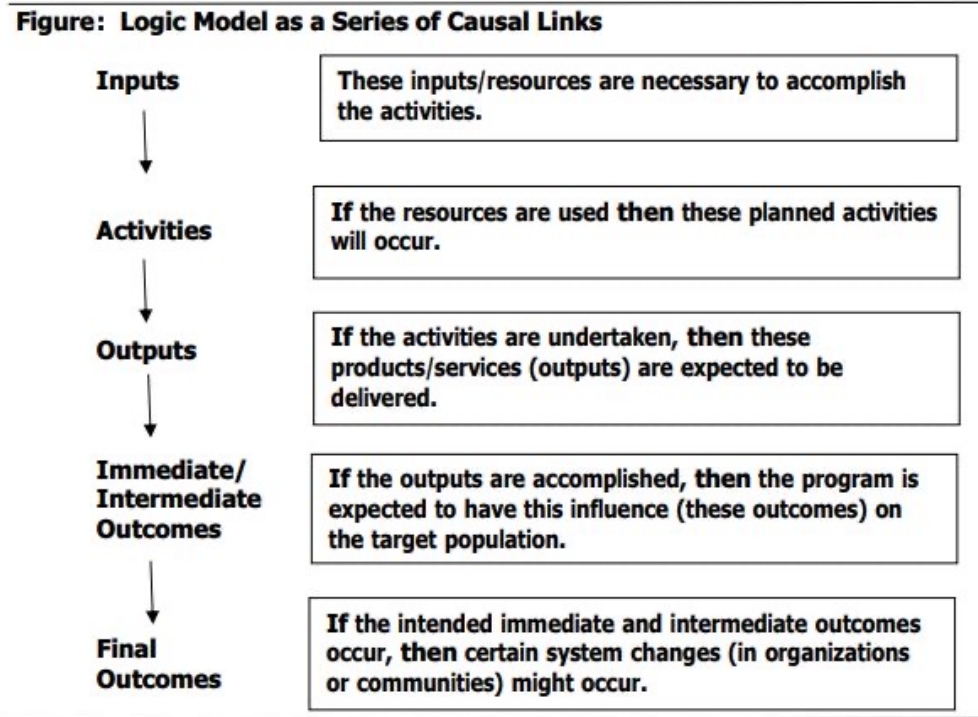 Figure: Logic Model as a Series of Causal Links
Inputs
These inputs/resources are necessary to accomplish
the activities.
Activities
If the resources are used then these planned activities
will occur.
Outputs
If the activities are undertaken, then these
products/services (outputs) are expected to be
delivered.
Immediate/
Intermediate
Outcomes
If the outputs are accomplished, then the program is
expected to have this influence (these outcomes) on
the target population.
Final
Outcomes
If the intended immediate and intermediate outcomes
occur, then certain system changes (in organizations
or communities) might occur.